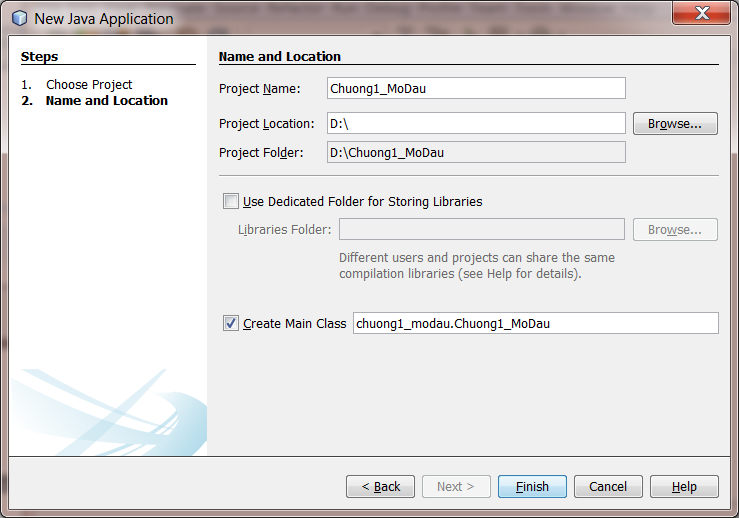 New Java Application
Steps
1. Choose Project
2. Name and Location
Name and Location
Project Name: Chuong1_MoDau
Project Location: D:\ Browse...
Project Folder: D:\Chuong1_MoDau
Use Dedicated Folder for Storing Libraries
Libraries Folder: Browse...
Different users and projects can share the same
compilation libraries (see Help for details).
Create Main Class chuong1_modau.Chuong1_MoDau
< Back Next > Finish Cancel Help